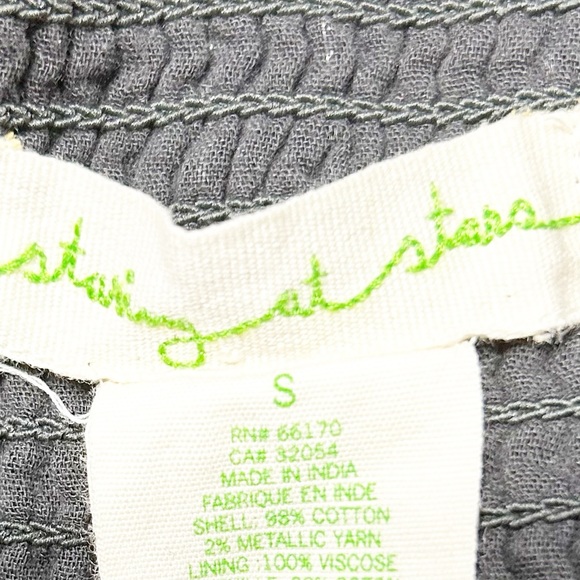 staring at stars
S
RN# 66170
CA# 32054
MADE IN INDIA
FABRIQUE EN INDE
SHELL: 98% COTTON
2% METALLIC YARN
LINING :100% VISCOSE